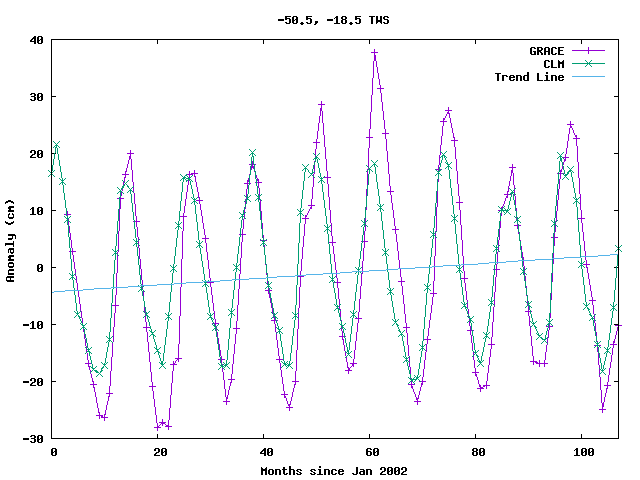 -50.5, -18.5 TWS
GRACE
CLM
Trend Line
40
30
20
10
0
-10
-20
-30
Anomaly (cm)
0 20 40 60 80 100
Months since Jan 2002